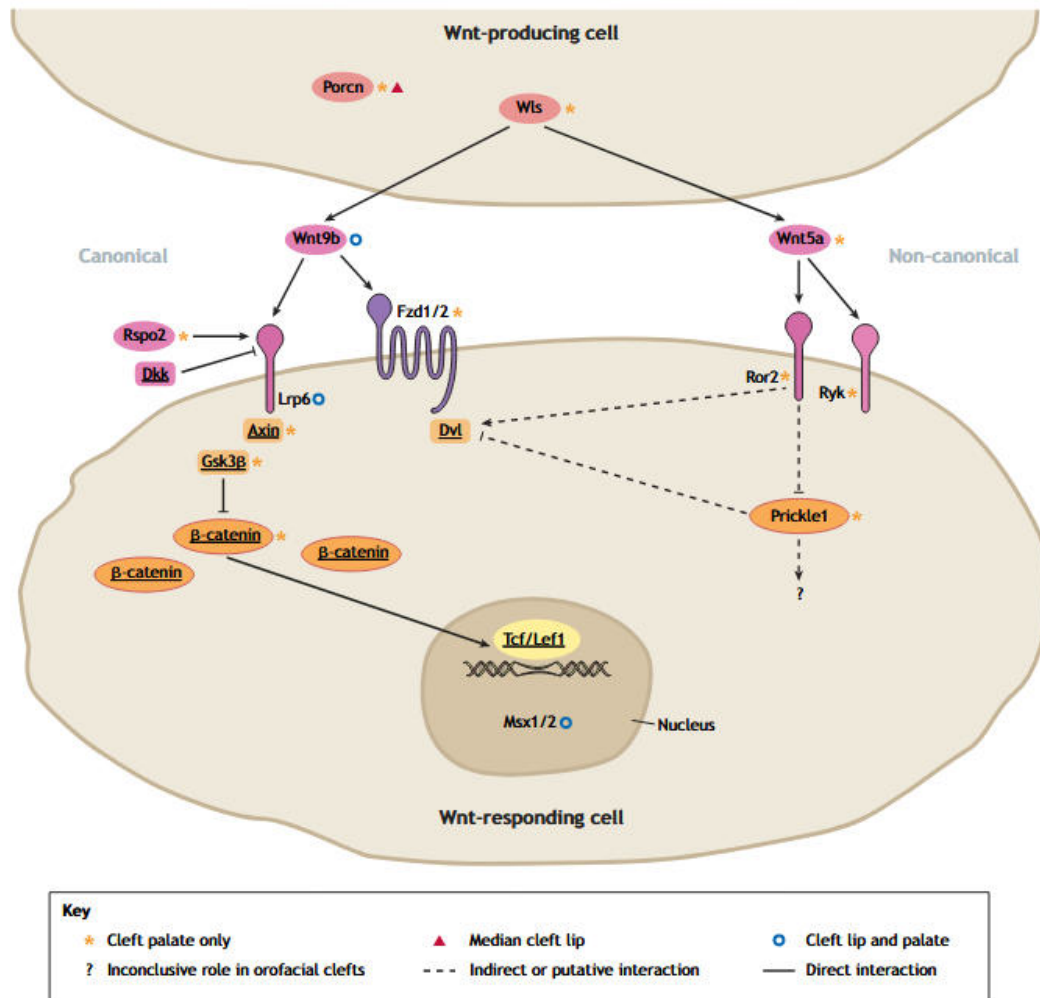 Wnt-producing cell
Porcn * ▲
Wls *
Wnt9b
Wnt5a *
Canonical
Non-canonical
Fzd1/2 *
Rspo2 *
Dkk
Lrp6
Ror2 *
Ryk *
Axin *
Dvl
Gsk3β *
Prickle1 *
β-catenin *
β-catenin
β-catenin
?
Tcf/Lef1
Msx1/2
Nucleus
Wnt-responding cell
Key
* Cleft palate only
▲ Median cleft lip
Cleft lip and palate
? Inconclusive role in orofacial clefts
Indirect or putative interaction
Direct interaction